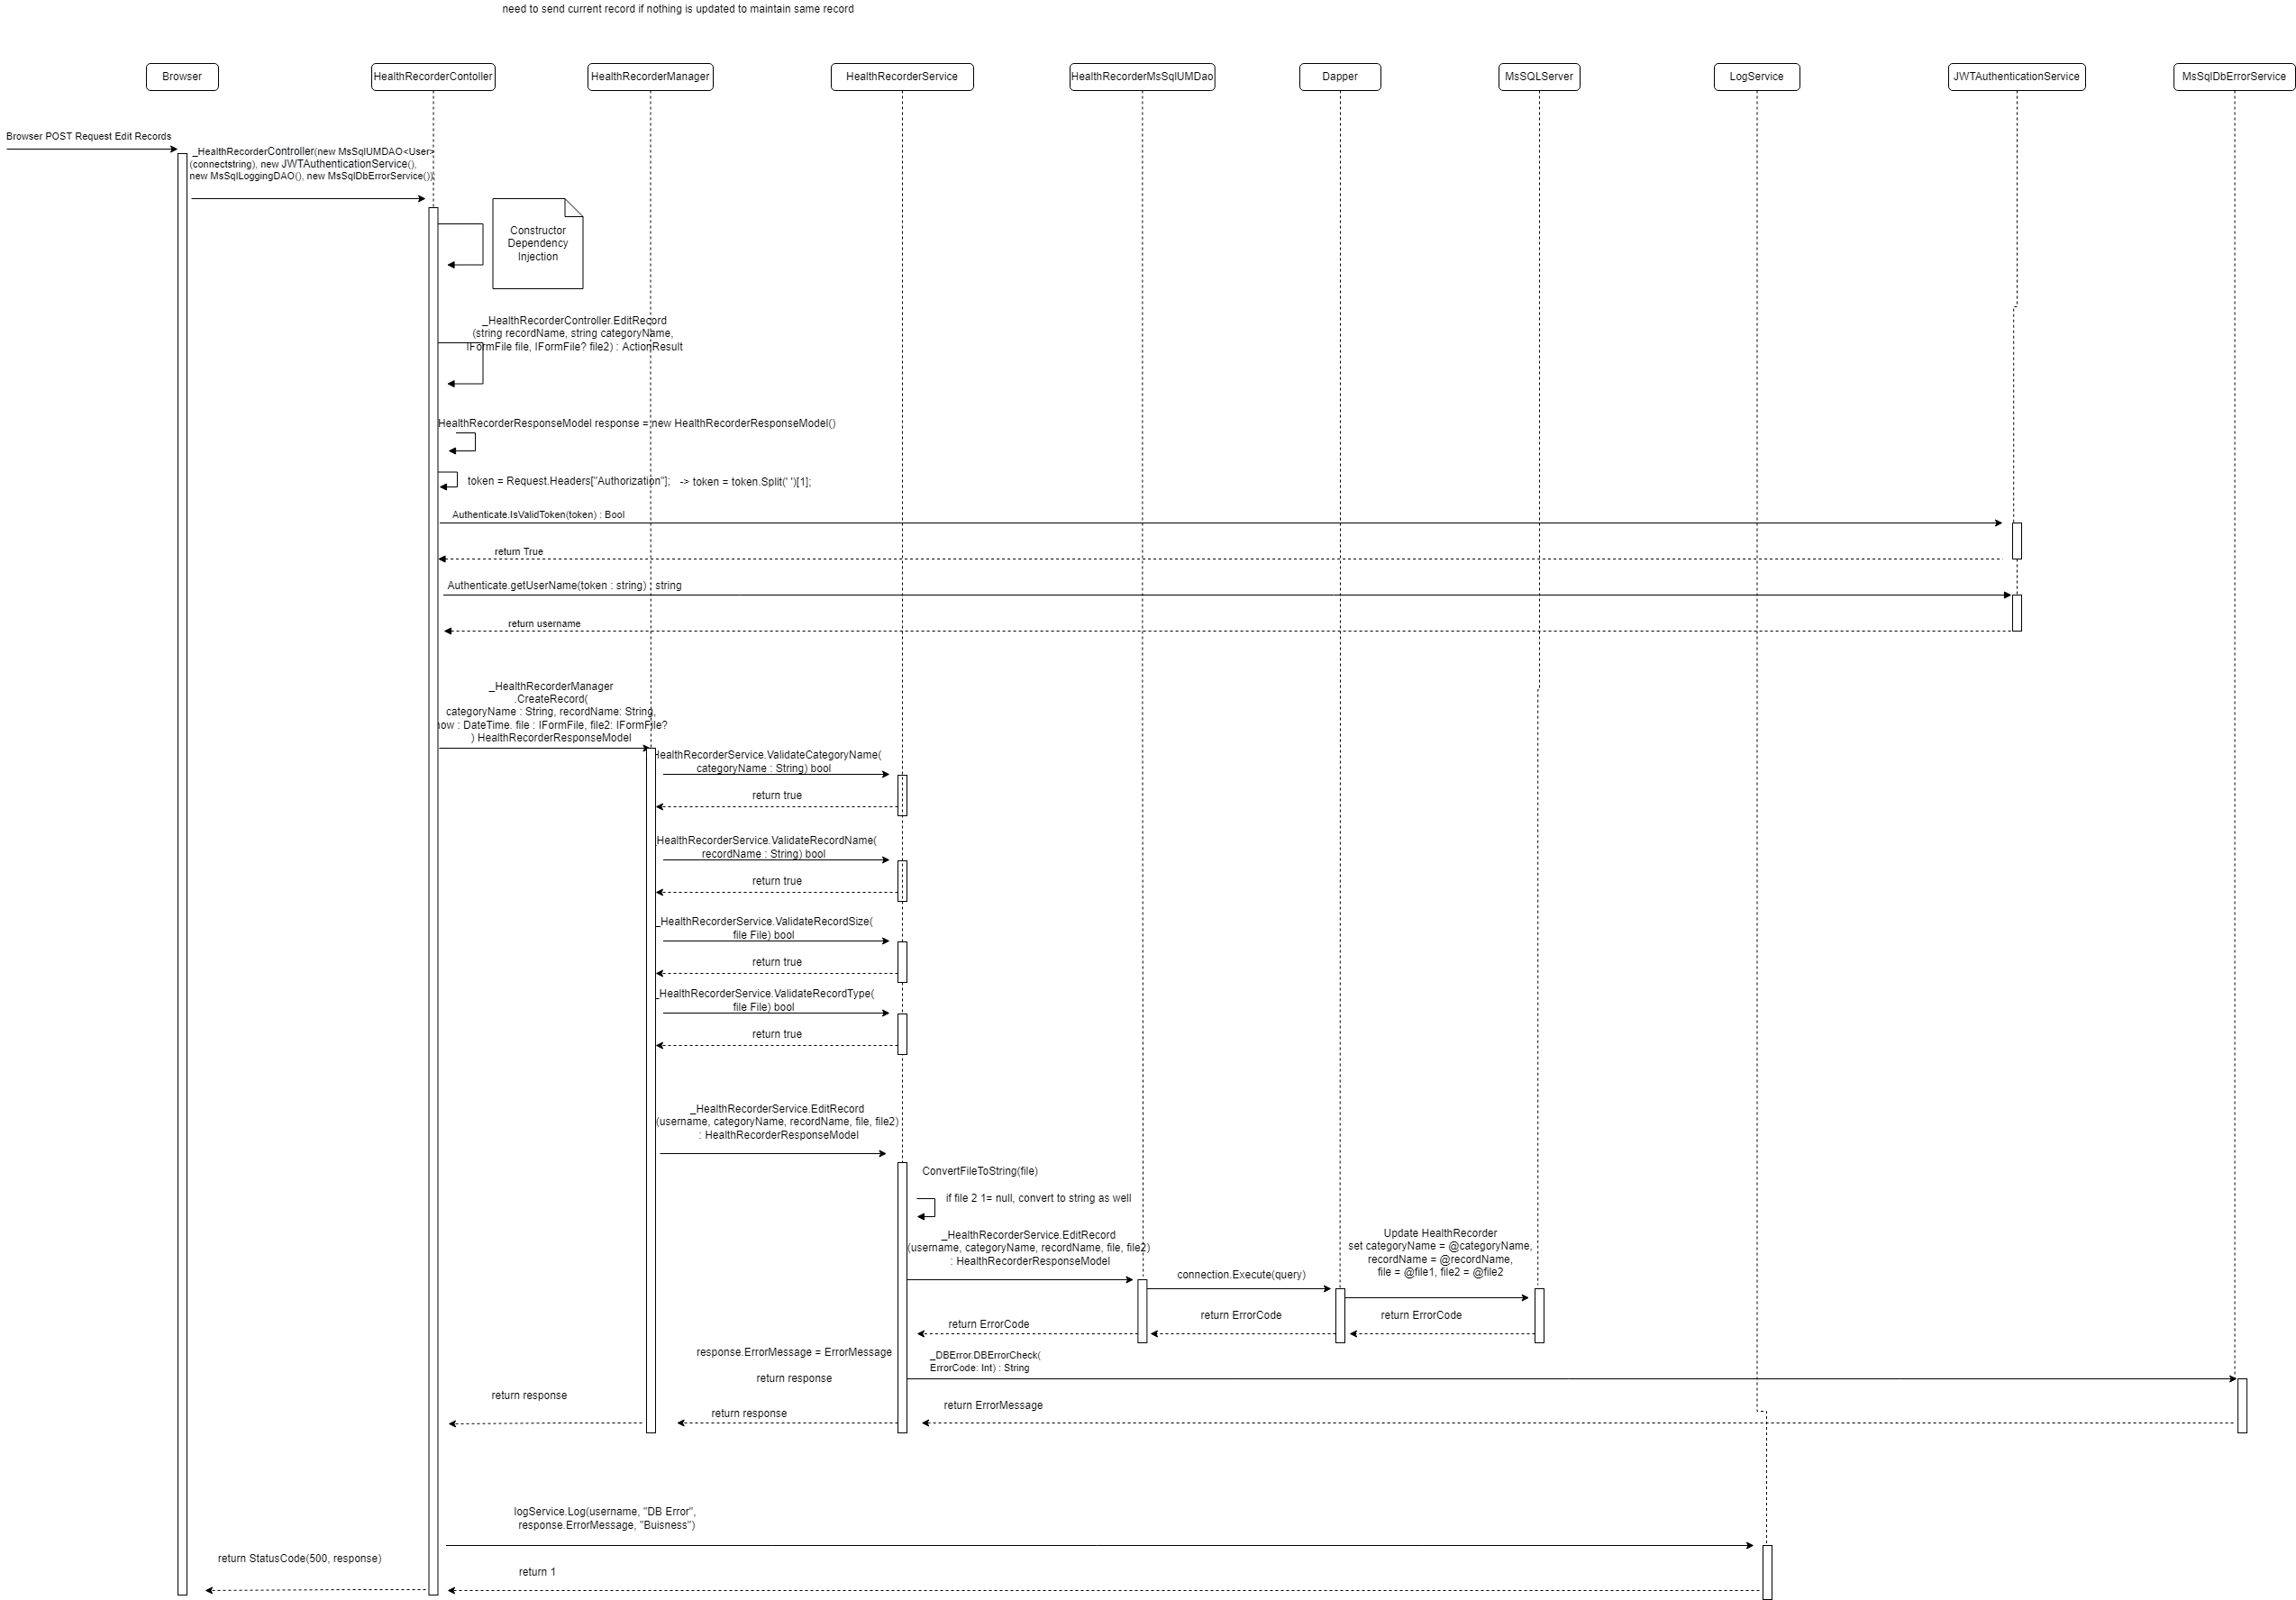 need to send current record if nothing is updated to maintain same record
Browser
HealthRecorderContoller
HealthRecorderManager
HealthRecorderService
HealthRecorderMsSqlUMDao
Dapper
MsSQLServer
LogService
JWTAuthenticationService
MsSqlDbErrorService
Browser POST Request Edit Records
_HealthRecorderController(new MsSqlUMDAO<User>
(connectstring), new JWTAuthenticationService(),
new MsSqlLoggingDAO(), new MsSqlDbErrorService())
Constructor
Dependency
Injection
_HealthRecorderController.EditRecord
(string recordName, string categoryName,
IFormFile file, IFormFile? file2) : ActionResult
HealthRecorderResponseModel response = new HealthRecorderResponseModel()
token = Request.Headers["Authorization"];   -> token = token.Split(' ')[1];
Authenticate.IsValidToken(token) : Bool
return True
Authenticate.getUserName(token : string) : string
return username
_HealthRecorderManager
.CreateRecord(
categoryName : String, recordName: String,
now : DateTime. file : IFormFile, file2: IFormFile?
) HealthRecorderResponseModel
HealthRecorderService.ValidateCategoryName(
categoryName : String) bool
return true
_HealthRecorderService.ValidateRecordName(
recordName : String) bool
return true
_HealthRecorderService.ValidateRecordSize(
file File) bool
return true
_HealthRecorderService.ValidateRecordType(
file File) bool
return true
_HealthRecorderService.EditRecord
(username, categoryName, recordName, file, file2)
: HealthRecorderResponseModel
ConvertFileToString(file)
if file 2 1= null, convert to string as well
_HealthRecorderService.EditRecord
(username, categoryName, recordName, file, file2)
: HealthRecorderResponseModel
connection.Execute(query)
Update HealthRecorder
set categoryName = @categoryName,
recordName = @recordName,
file = @file1, file2 = @file2
return ErrorCode
return ErrorCode
return ErrorCode
response.ErrorMessage = ErrorMessage
return response
_DBError.DBErrorCheck(
ErrorCode: Int) : String
return ErrorMessage
return response
return response
logService.Log(username, "DB Error",
response.ErrorMessage, "Buisness")
return StatusCode(500, response)
return 1